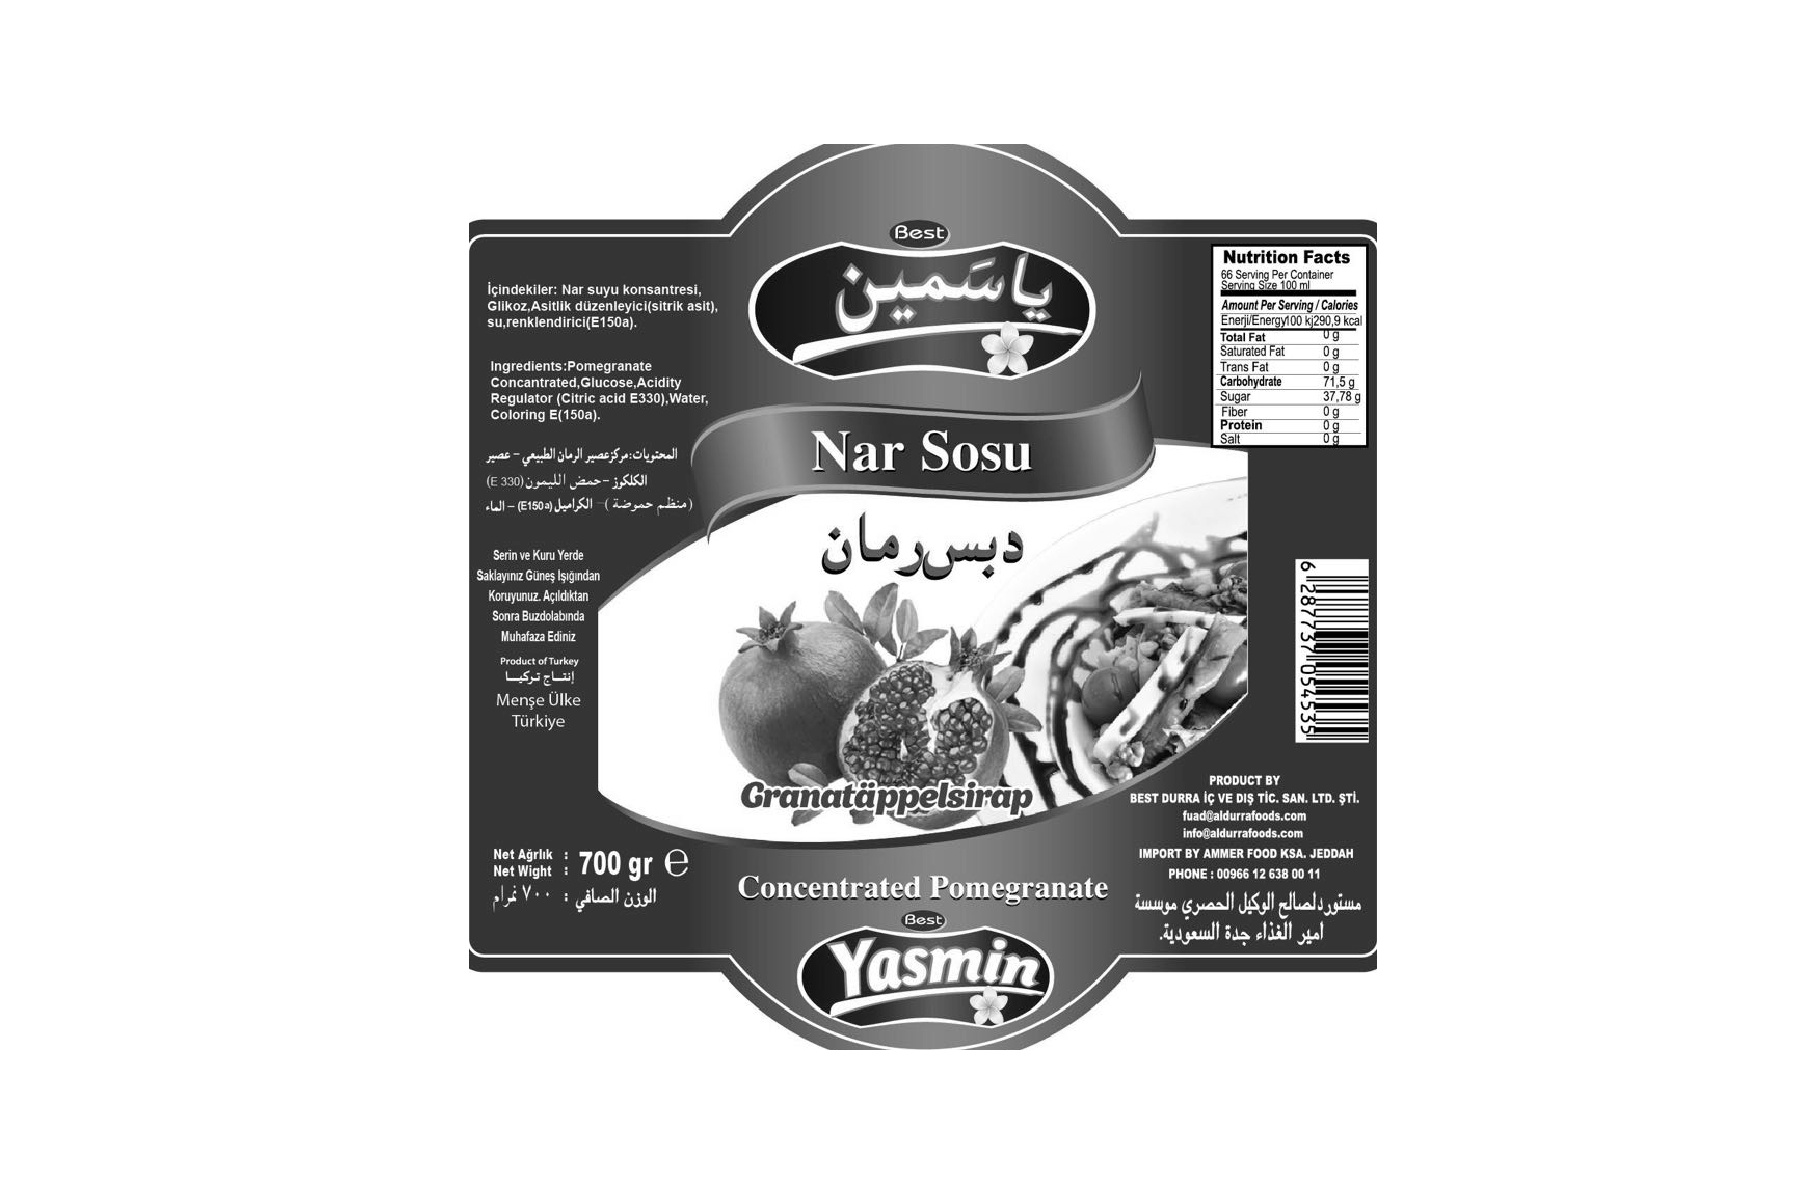 Best
ياسَمين
İçindekiler: Nar suyu konsantresi,
Glikoz,Asitlik düzenleyici(sitrik asit),
su,renklendirici(E150a).
Ingredients:Pomegranate
Concantrated,Glucose,Acidity
Regulator (Citric acid E330),Water,
Coloring E(150a).
المحتويات:مركزعصير الرمان الطبيعي - عصير
الكلكوز -حمض الليمون(E 330)
(منظم حموضة )- الكراميل(E150a) – الماء
Serin ve Kuru Yerde
Saklayınız Güneş Işığından
Koruyunuz. Açıldıktan
Sonra Buzdolabında
Muhafaza Ediniz
Product of Turkey
إنتـاج تركيـا
Menşe Ülke
Türkiye
Net Ağrlık :
Net Wight : 700 gr ℮
الوزن الصافي : ٧٠٠ غرام
Nar Sosu
دبس رمان
Granatäppelsirap
Concentrated Pomegranate
Best
Yasmin
Nutrition Facts
66 Serving Per Container
Serving Size 100 ml
Amount Per Serving / Calories
Enerji/Energy100 kj290,9 kcal
Total Fat 0 g
Saturated Fat 0 g
Trans Fat 0 g
Carbohydrate 71,5 g
Sugar 37,78 g
Fiber 0 g
Protein 0 g
Salt 0 g
6 287737 054535
PRODUCT BY
BEST DURRA İÇ VE DIŞ TİC. SAN. LTD. ŞTİ.
fuad@aldurrafoods.com
info@aldurrafoods.com
IMPORT BY AMMER FOOD KSA. JEDDAH
PHONE : 00966 12 638 00 11
مستورد لصالح الوكيل الحصري موسسة
امير الغذاء جدة السعودية.